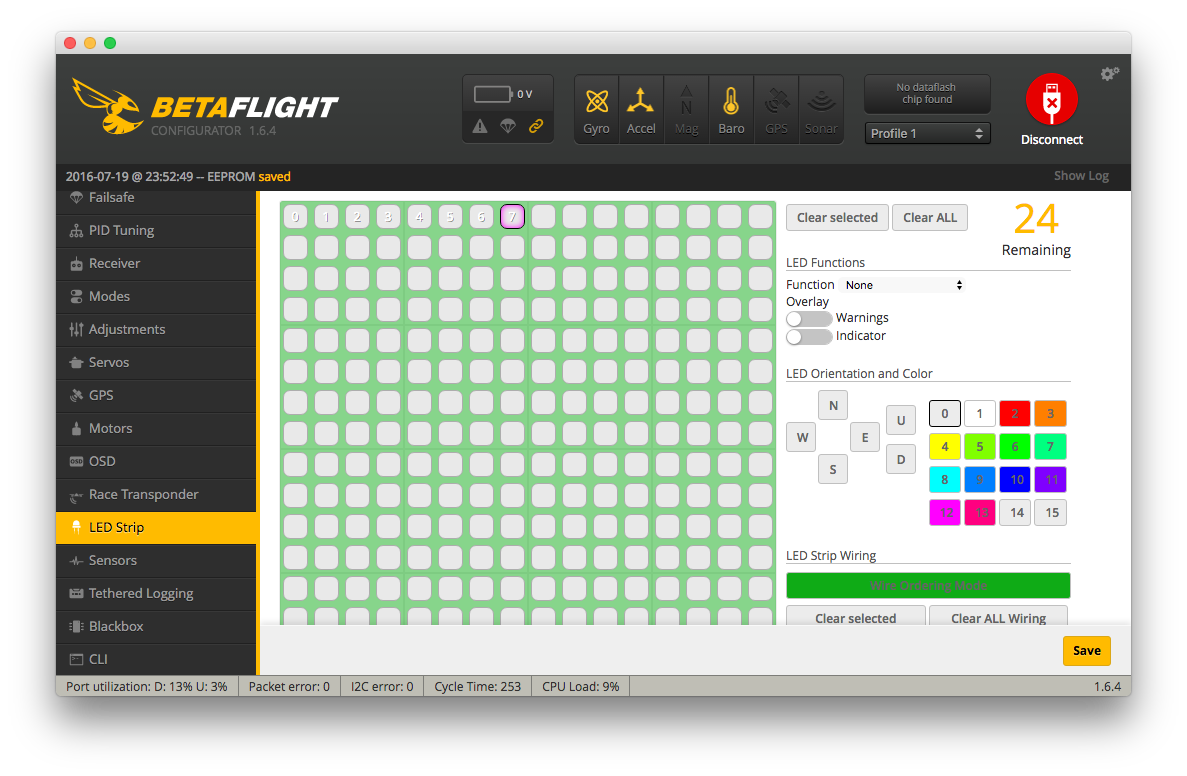 BETAFLIGHT
CONFIGURATOR 1.6.4
0 V
Gyro
Accel
Mag
Baro
GPS
Sonar
No dataflash
chip found
Profile 1
Disconnect
2016-07-19 @ 23:52:49 -- EEPROM saved
Show Log
Failsafe
PID Tuning
Receiver
Modes
Adjustments
Servos
GPS
Motors
OSD
OSD
Race Transponder
LED Strip
Sensors
Tethered Logging
Blackbox
CLI
0 1 2 3 4 5 6 7
Clear selected
Clear ALL
24
Remaining
LED Functions
Function None
Overlay
Warnings
Indicator
LED Orientation and Color
N
W E
S
U
D
0 1 2 3
4 5 6 7
8 9 10 11
12 13 14 15
LED Strip Wiring
Wire Ordering Mode
Clear selected
Clear ALL Wiring
Save
Port utilization: D: 13% U: 3%
Packet error: 0
I2C error: 0
Cycle Time: 253
CPU Load: 9%
1.6.4